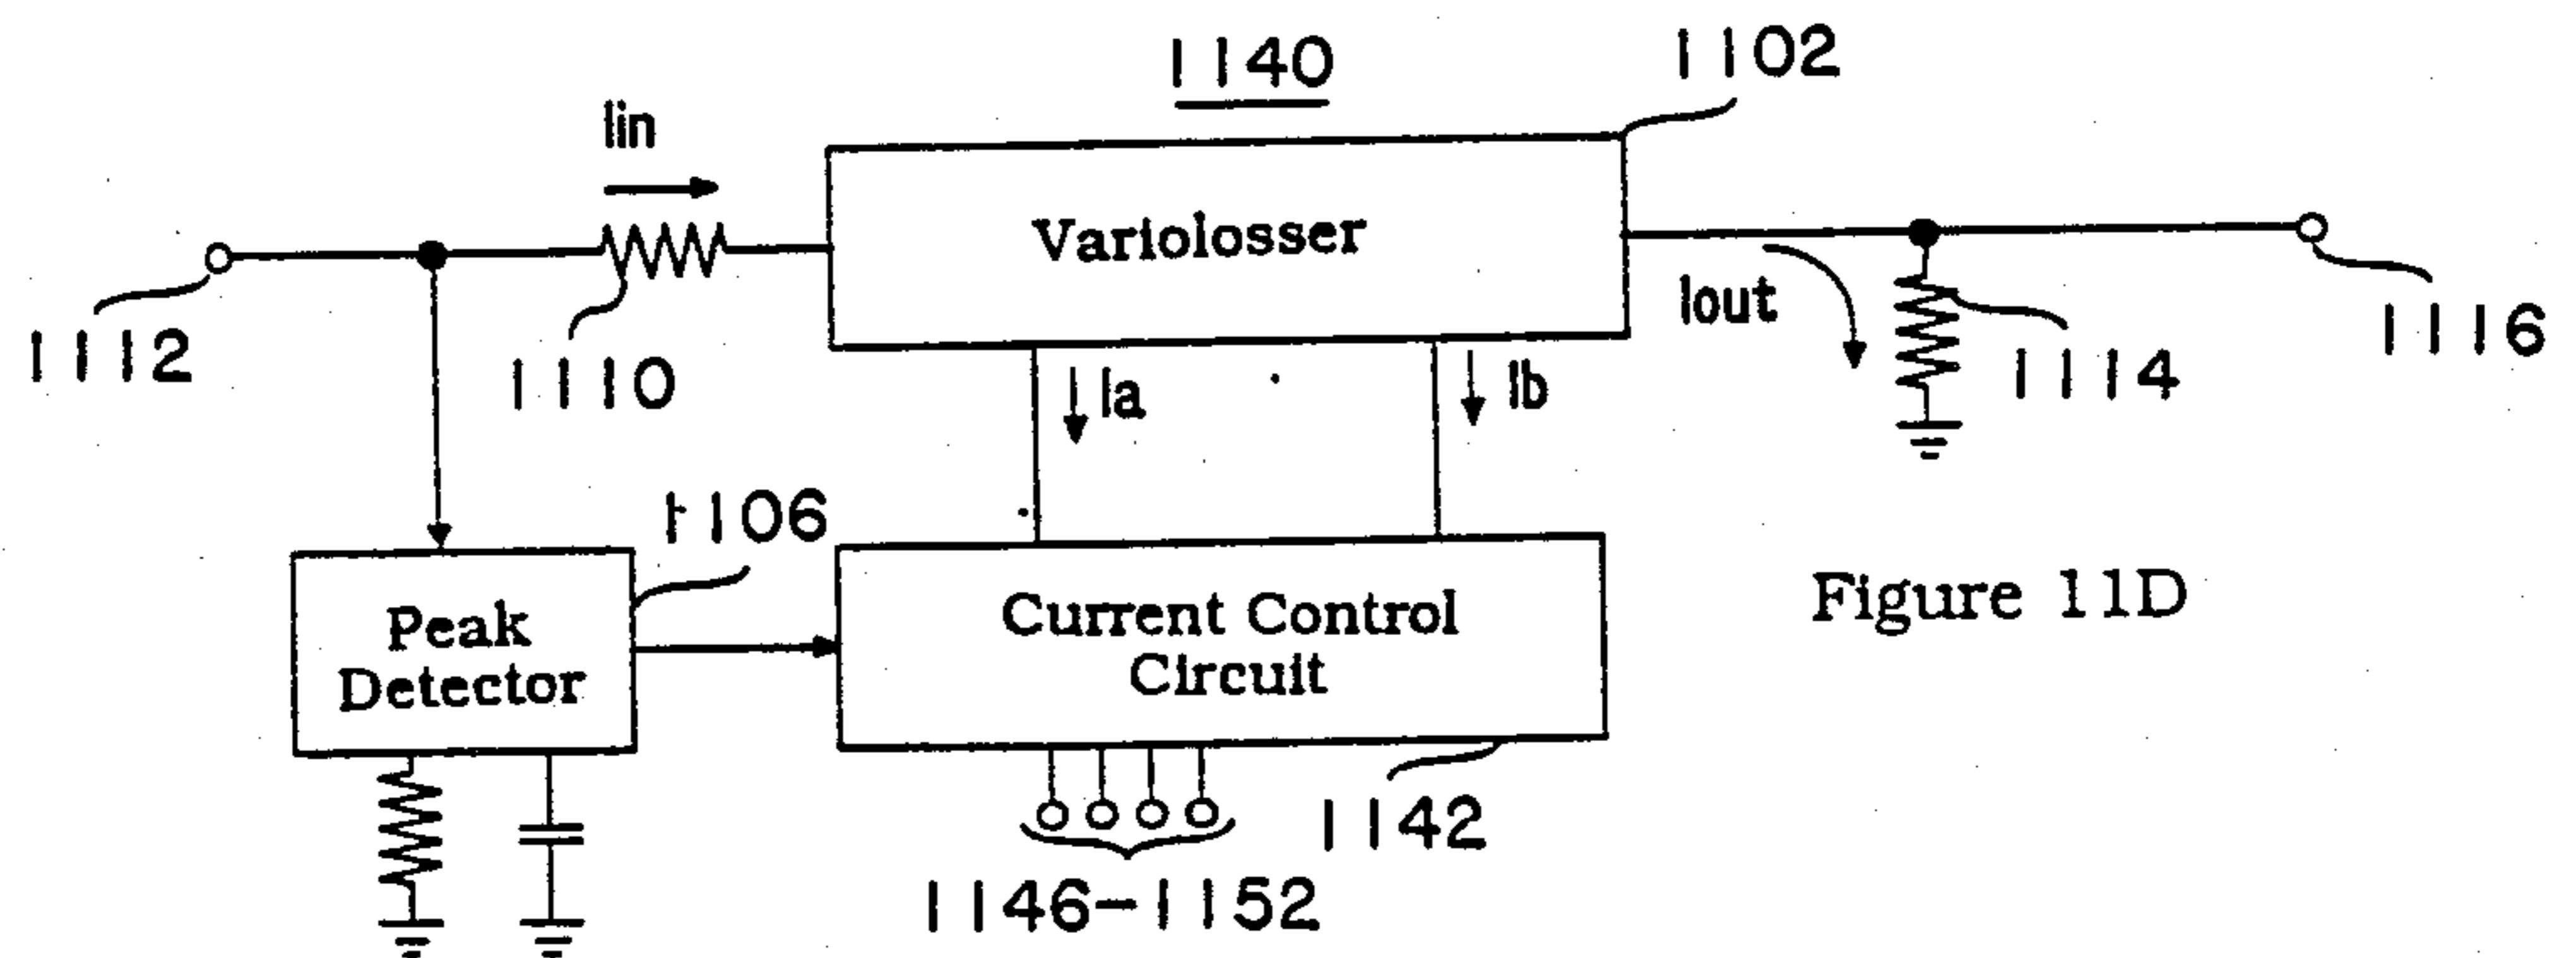 1140
1102
Iin
Variolosser
1112
1110
Iout
1114
1116
Ia
Ib
1106
Peak
Detector
Current Control
Circuit
Figure 11D
1142
1146-1152